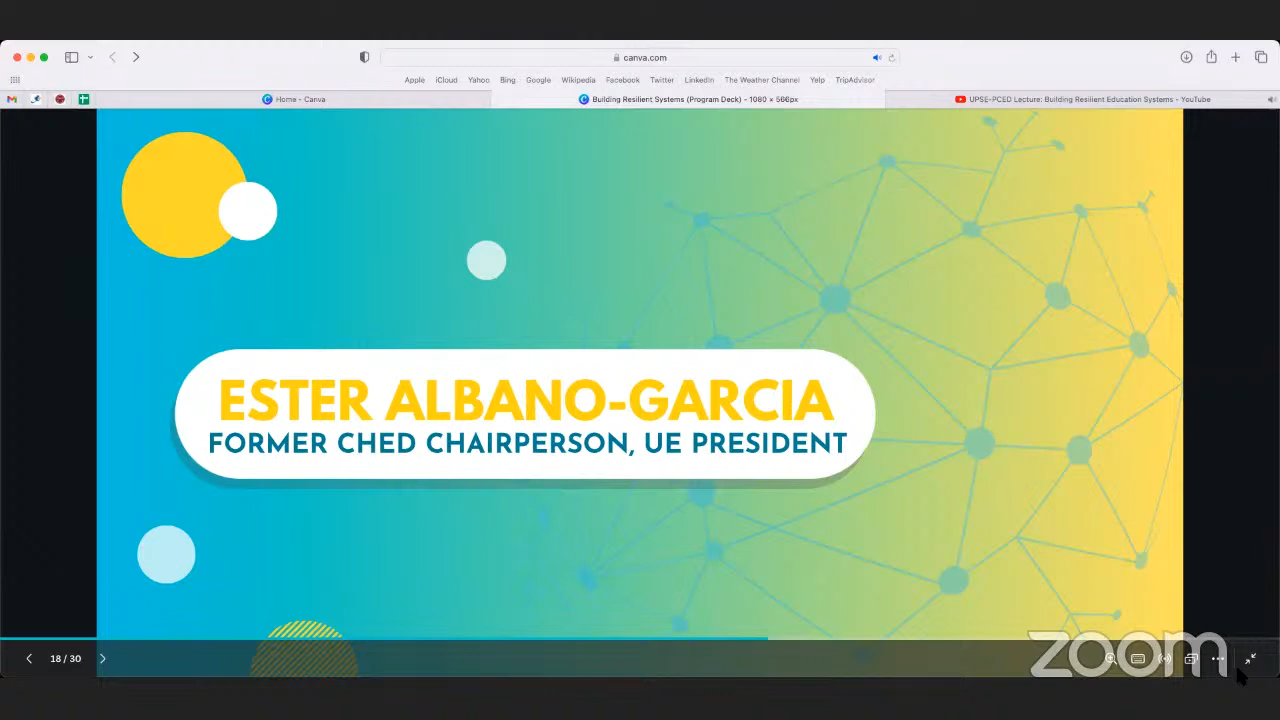 canva.com
Apple iCloud Yahoo Bing Google Wikipedia Facebook Twitter LinkedIn The Weather Channel Yelp TripAdvisor
Home - Canva
Building Resilient Systems (Program Deck) - 1080 × 566px
UPSE-PCED Lecture: Building Resilient Education Systems - YouTube
ESTER ALBANO-GARCIA
FORMER CHED CHAIRPERSON, UE PRESIDENT
18 / 30
zoom